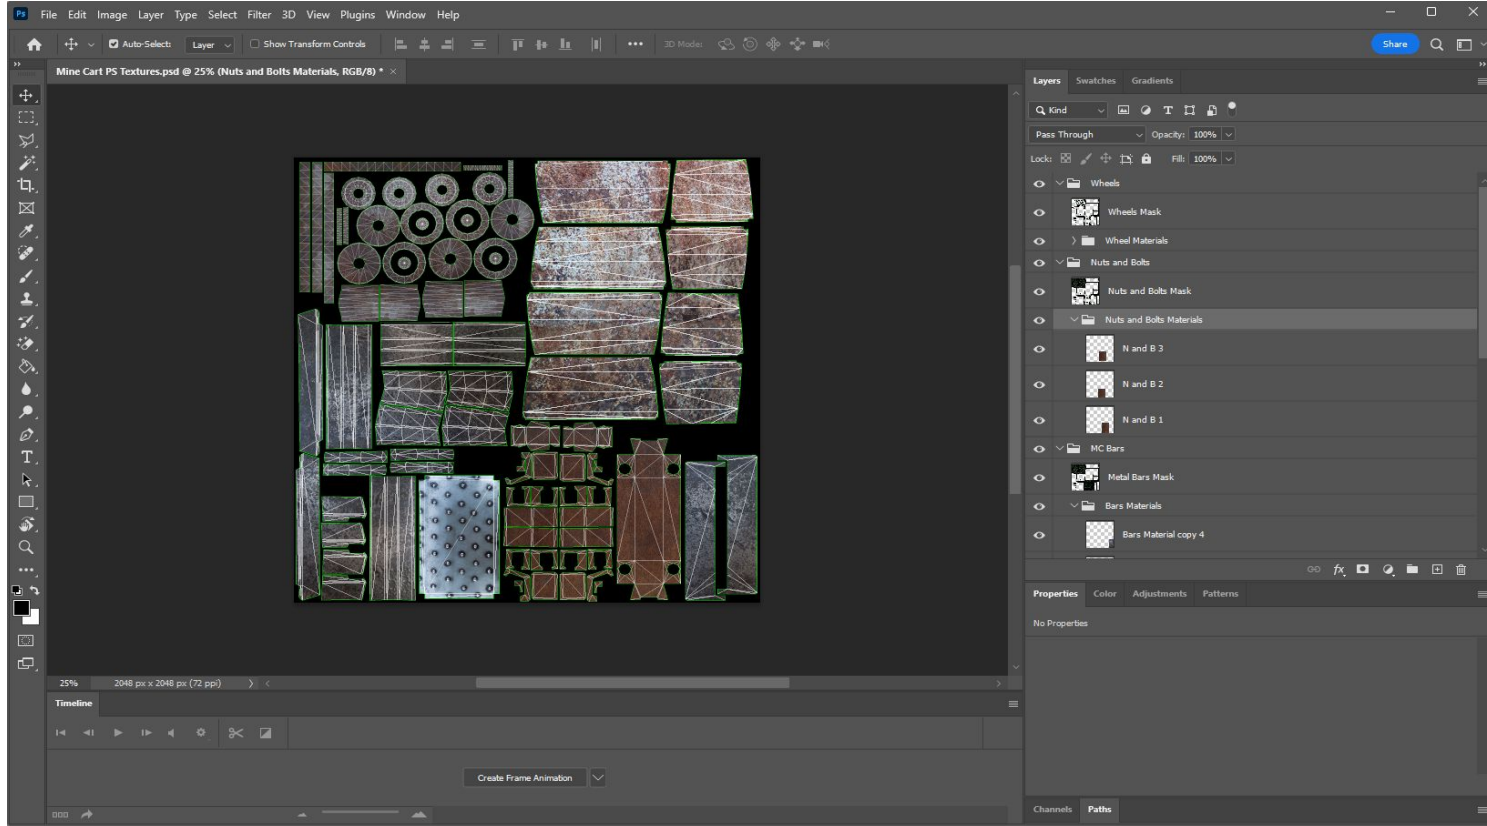 Ps File Edit Image Layer Type Select Filter 3D View Plugins Window Help
Auto-Select: Layer Show Transform Controls 3D Mode: Share
Mine Cart PS Textures.psd @ 25% (Nuts and Bolts Materials, RGB/8) *
Layers Swatches Gradients
Kind
Pass Through Opacity: 100%
Lock: Fill: 100%
Wheels
Wheels Mask
Wheel Materials
Nuts and Bolts
Nuts and Bolts Mask
Nuts and Bolts Materials
N and B 3
N and B 2
N and B 1
MC Bars
Metal Bars Mask
Bars Materials
Bars Material copy 4
Properties Color Adjustments Patterns
No Properties
25% 2048 px x 2048 px (72 ppi)
Timeline
Create Frame Animation
Channels Paths